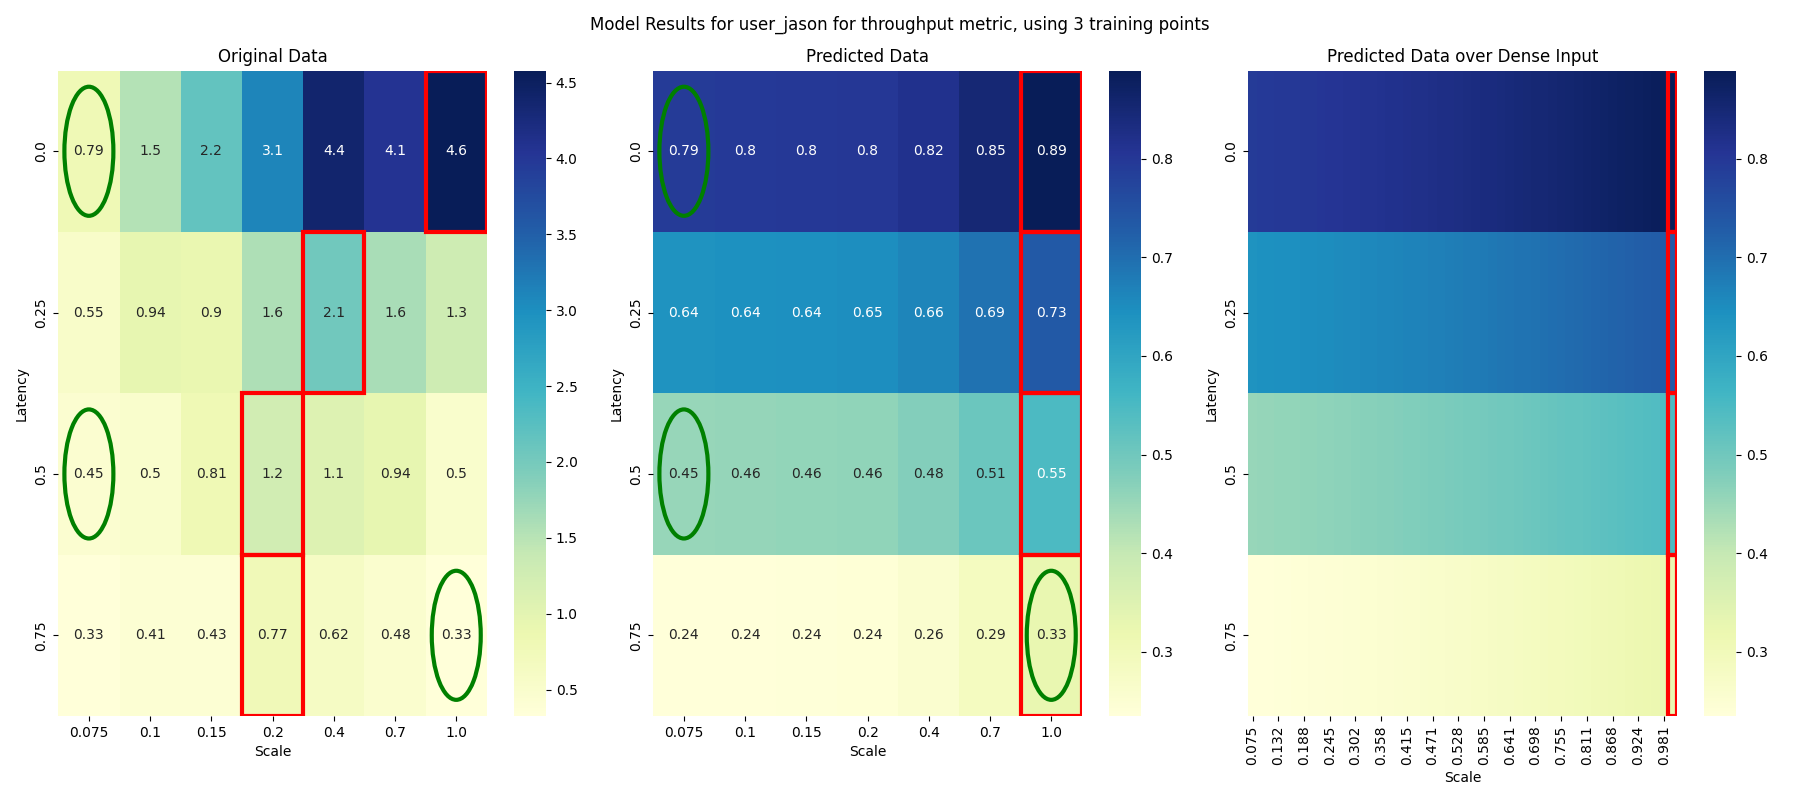 Model Results for user_jason for throughput metric, using 3 training points
Original Data
0.0
0.79 1.5 2.2 3.1 4.4 4.1 4.6
0.25
0.55 0.94 0.9 1.6 2.1 1.6 1.3
Latency
0.5
0.45 0.5 0.81 1.2 1.1 0.94 0.5
0.75
0.33 0.41 0.43 0.77 0.62 0.48 0.33
0.075 0.1 0.15 0.2 0.4 0.7 1.0
Scale
4.5
4.0
3.5
3.0
2.5
2.0
1.5
1.0
0.5
Predicted Data
0.0
0.79 0.8 0.8 0.8 0.82 0.85 0.89
0.25
0.64 0.64 0.64 0.65 0.66 0.69 0.73
Latency
0.5
0.45 0.46 0.46 0.46 0.48 0.51 0.55
0.75
0.24 0.24 0.24 0.24 0.26 0.29 0.33
0.075 0.1 0.15 0.2 0.4 0.7 1.0
Scale
0.8
0.7
0.6
0.5
0.4
0.3
Predicted Data over Dense Input
0.0
0.25
Latency
0.5
0.75
0.075 0.132 0.188 0.245 0.302 0.358 0.415 0.471 0.528 0.585 0.641 0.698 0.755 0.811 0.868 0.924 0.981
Scale
0.8
0.7
0.6
0.5
0.4
0.3